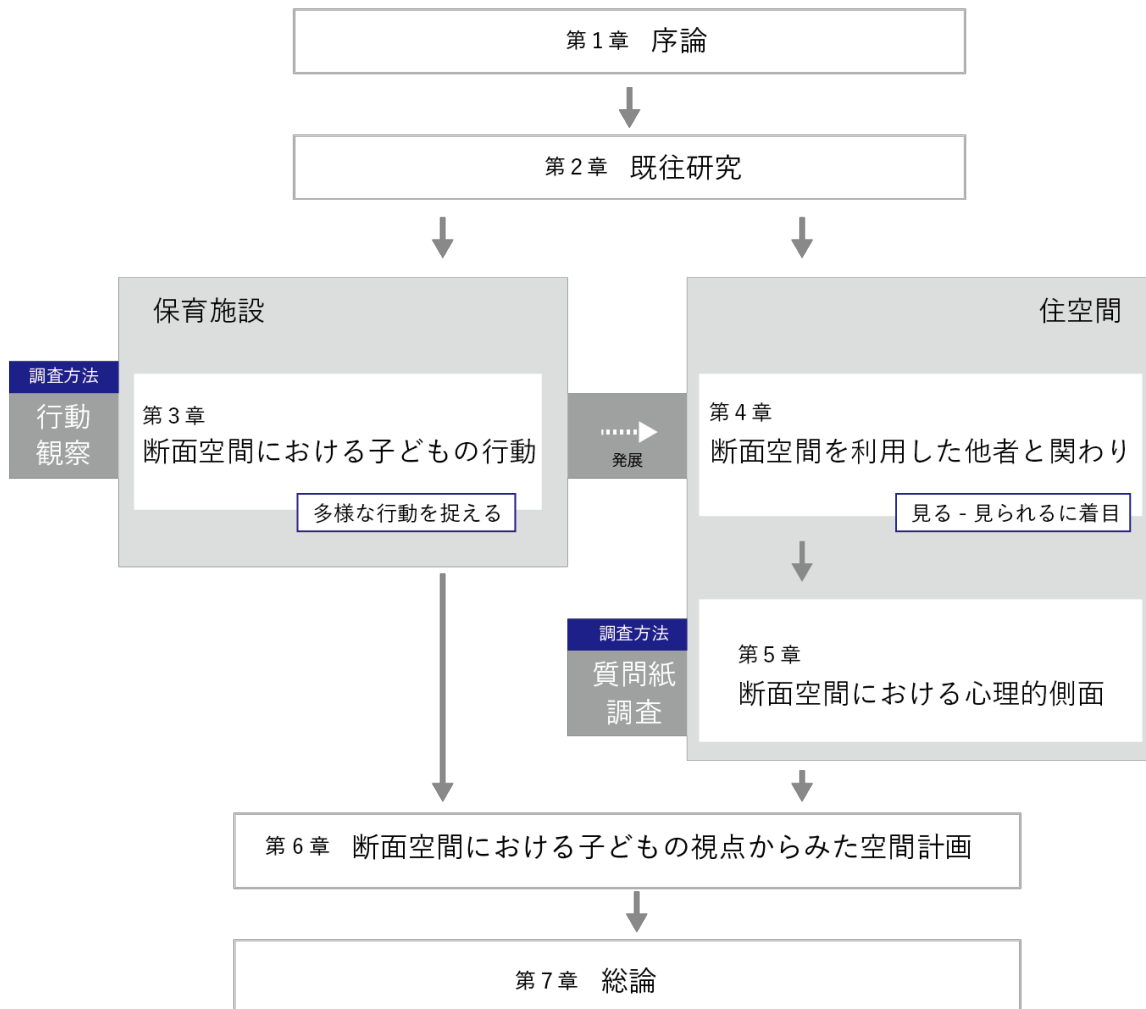 第1章 序論
第2章 既往研究
保育施設
住空間
調査方法
行動
観察
第3章
断面空間における子どもの行動
多様な行動を捉える
発展
第4章
断面空間を利用した他者と関わり
見る - 見られるに着目
調査方法
質問紙
調査
第5章
断面空間における心理的側面
第6章 断面空間における子どもの視点からみた空間計画
第7章 総論